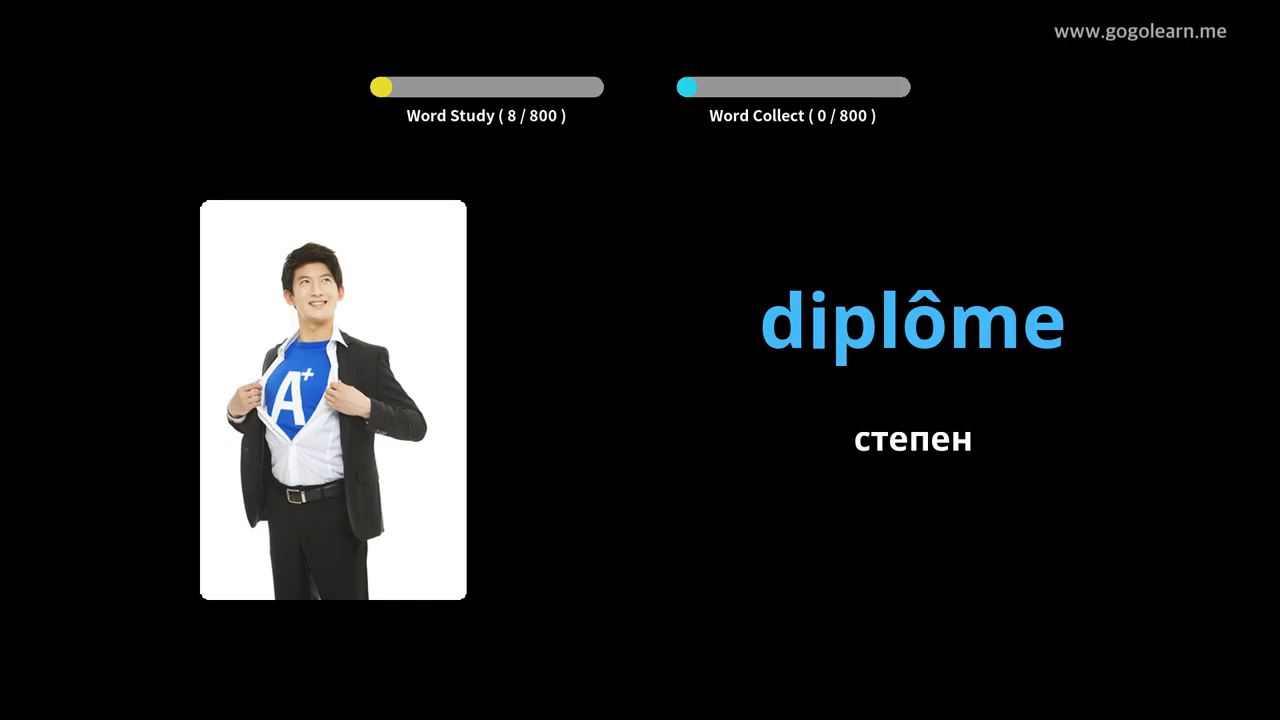 www.gogolearn.me
Word Study ( 8 / 800 )
Word Collect ( 0 / 800 )
A+
diplôme
степен